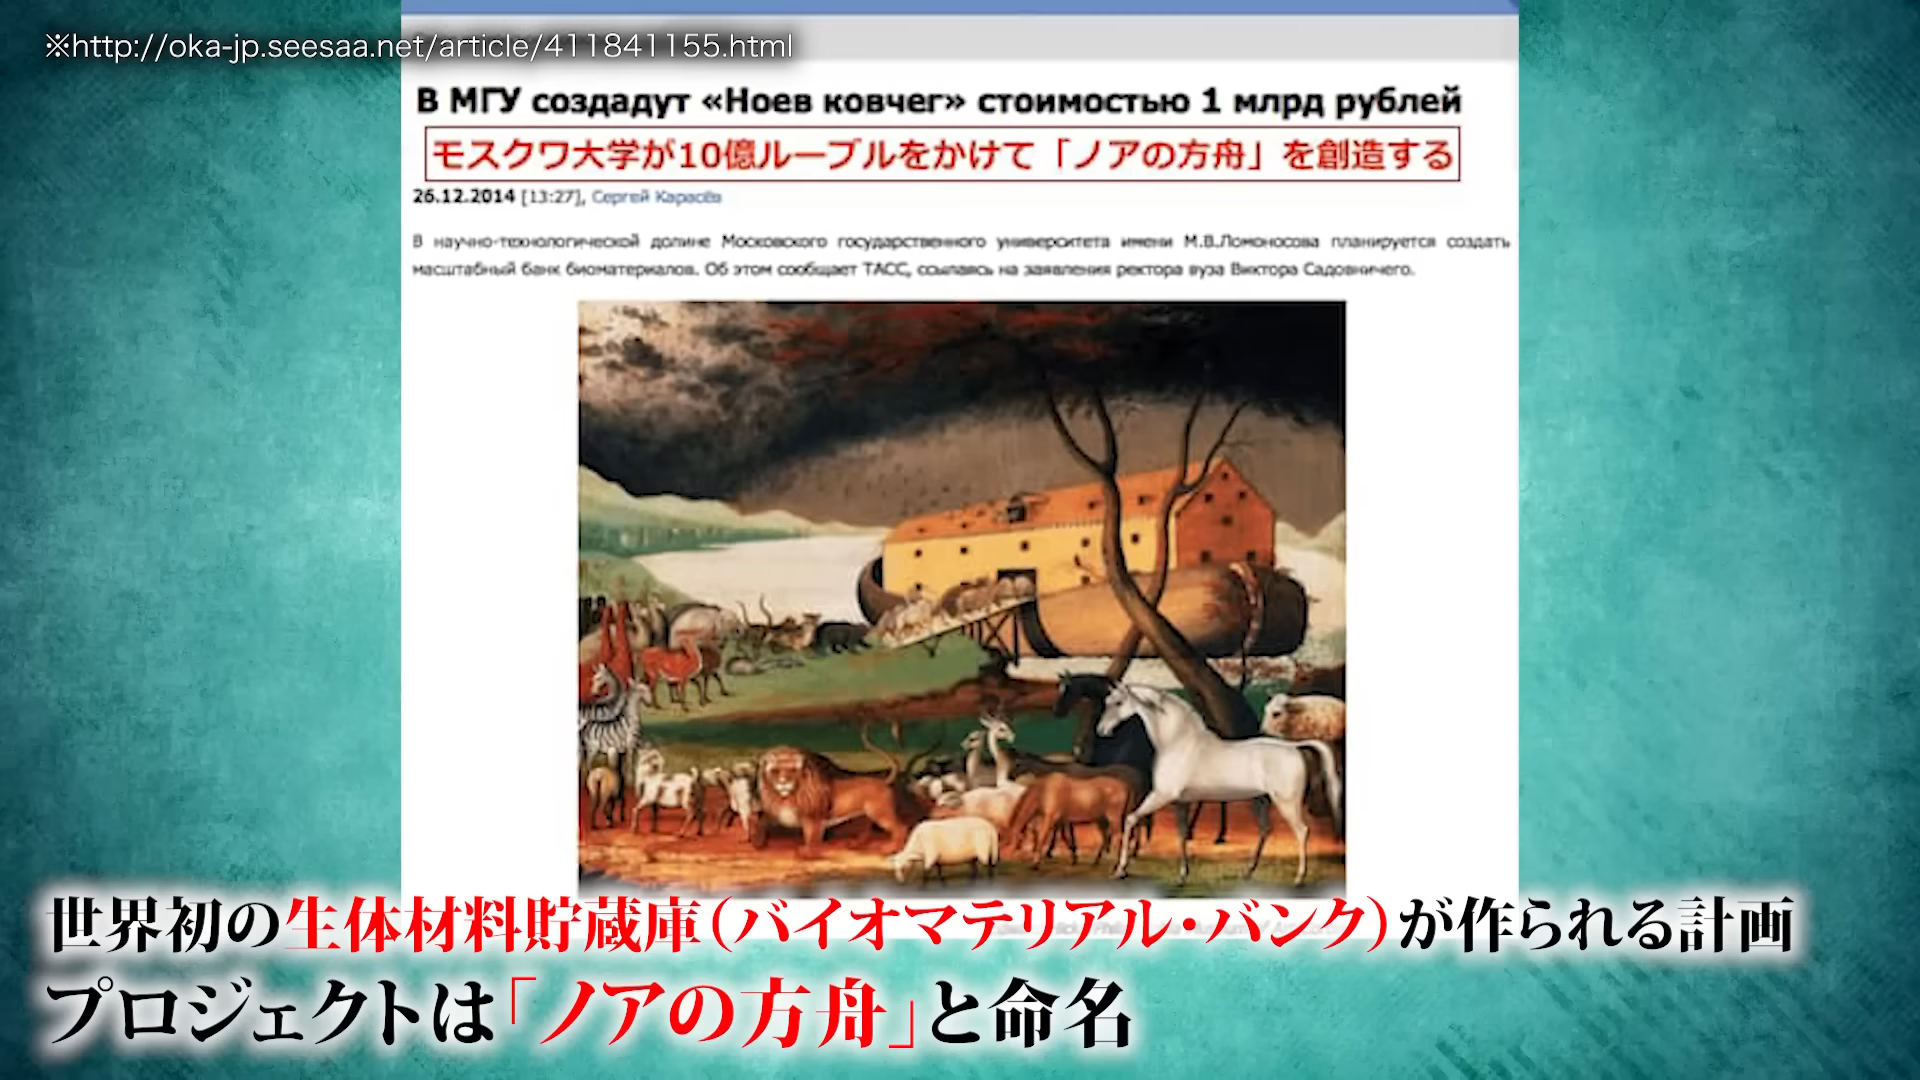 ※http://oka-jp.seesaa.net/article/411841155.html
В МГУ создадут «Ноев ковчег» стоимостью 1 млрд рублей
モスクワ大学が10億ルーブルをかけて「ノアの方舟」を創造する
26.12.2014 [13:27], Сергей Карасёв
В научно-технологической долине Московского государственного университета имени М.В.Ломоносова планируется создать
масштабный банк биоматериалов. Об этом сообщает ТАСС, ссылаясь на заявления ректора вуза Виктора Садовничего.
世界初の生体材料貯蔵庫（バイオマテリアル・バンク）が作られる計画
プロジェクトは「ノアの方舟」と命名